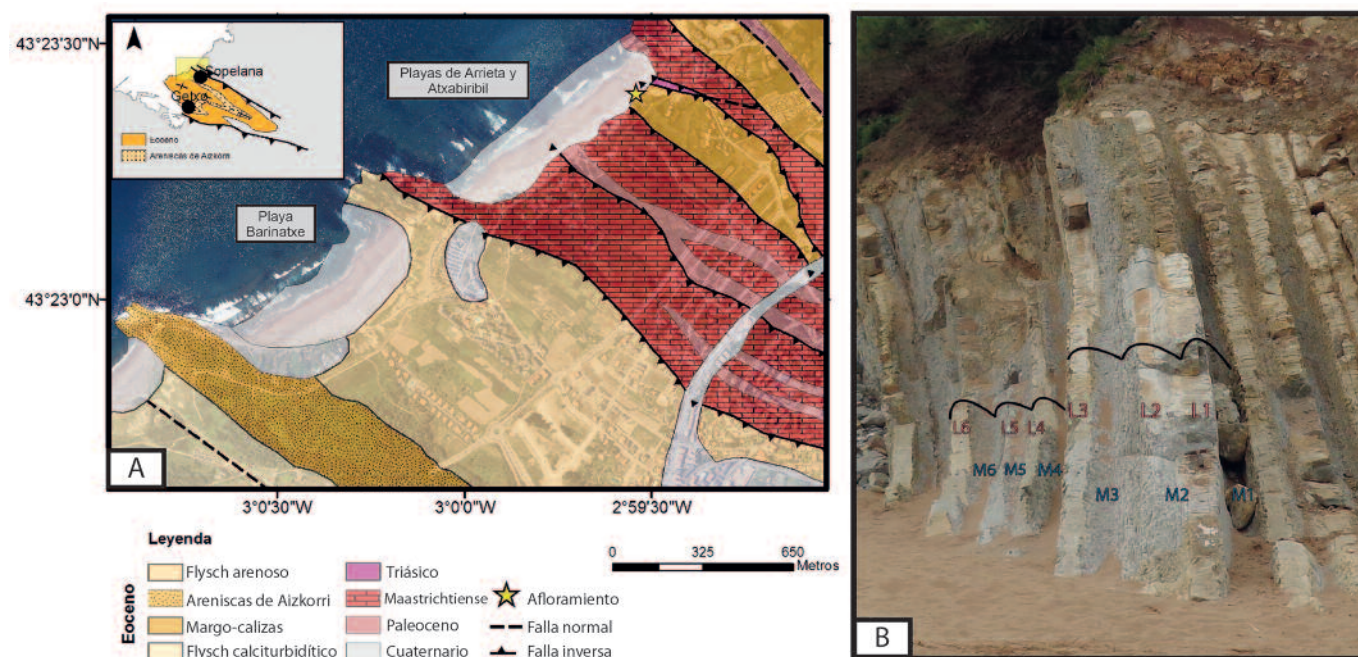 43°23'30"N
43°23'0"N
Sopelana
Getxo
Eoceno
Areniscas de Aizkorri
Playas de Arrieta y
Atxabiribil
Playa
Barinatxe
A
3°0'30"W
3°0'0"W
2°59'30"W
Leyenda
Eoceno
Flysch arenoso
Areniscas de Aizkorri
Margo-calizas
Flysch calciturbidítico
Triásico
Maastrichtiense
Paleoceno
Cuaternario
0
325
650
Metros
Afloramiento
Falla normal
Falla inversa
L6
L5
L4
L3
L2
L1
M6
M5
M4
M3
M2
M1
B